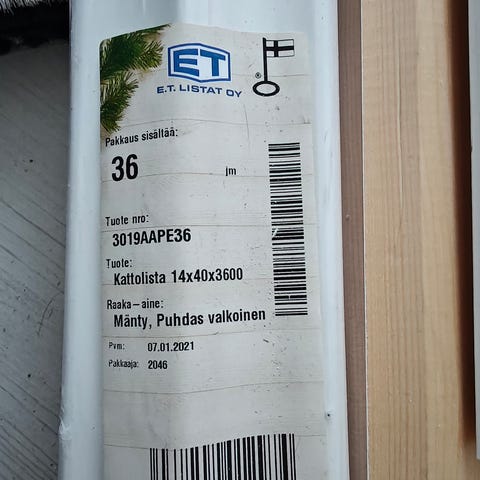 ET
®
E.T. LISTAT OY
Pakkaus sisältää:
36 jm
Tuote nro:
3019AAPE36
Tuote:
Kattolista 14x40x3600
Raaka-aine:
Mänty, Puhdas valkoinen
Pvm: 07.01.2021
Pakkaaja: 2046